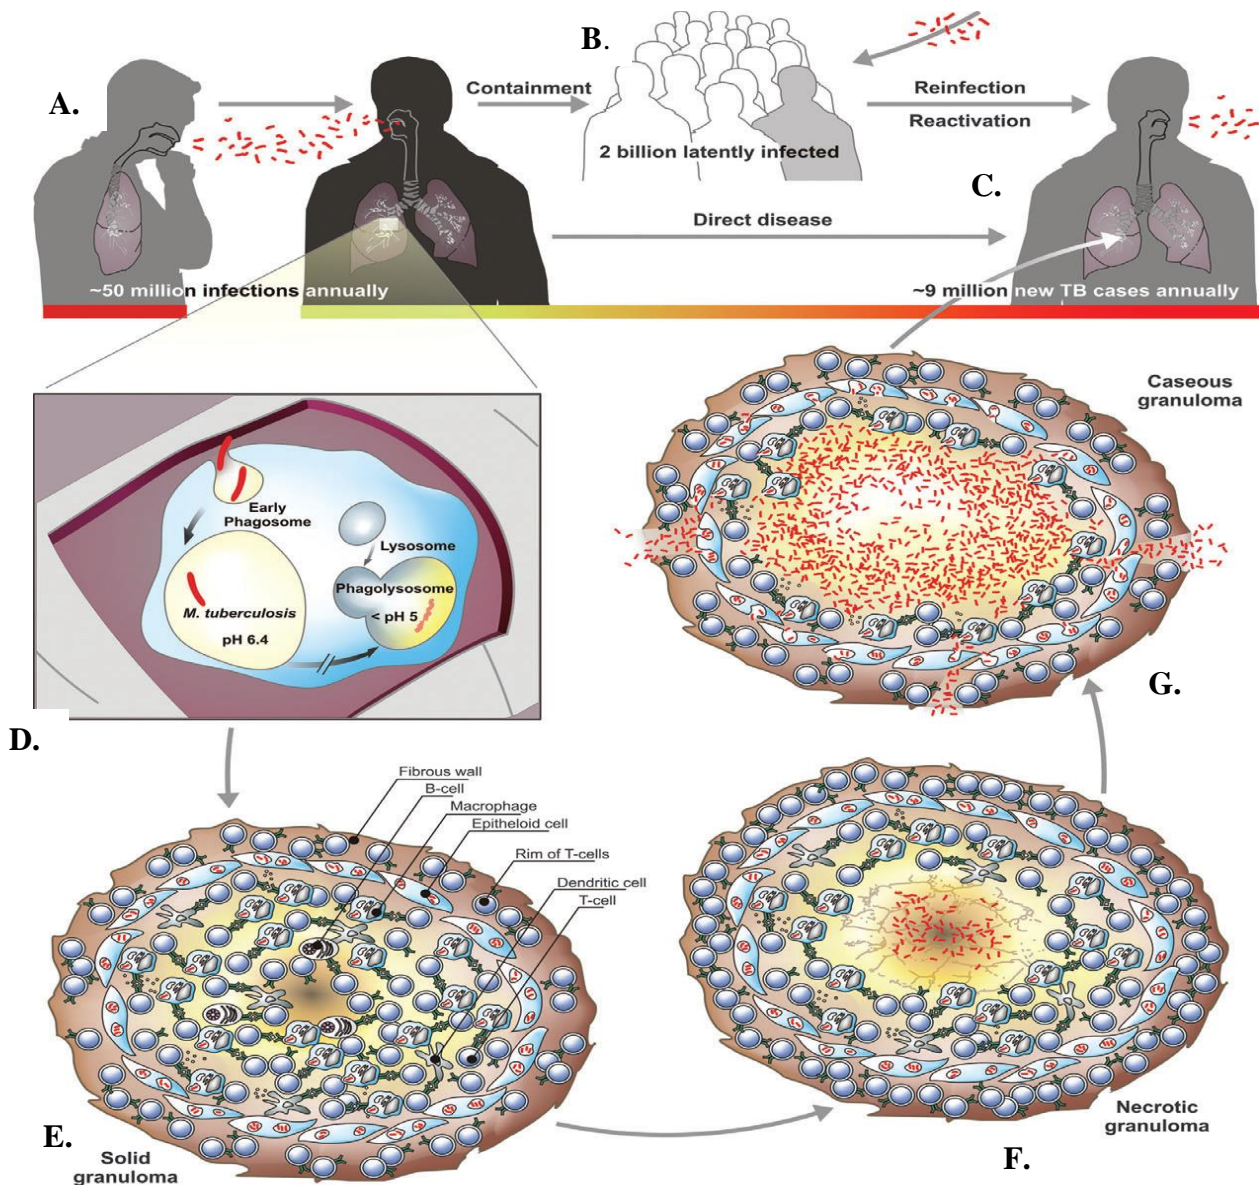 A.
B.
Containment
Reinfection
Reactivation
2 billion latently infected
C.
Direct disease
~50 million infections annually
~9 million new TB cases annually
Early
Phagosome
Lysosome
Phagolysosome
< pH 5
M. tuberculosis
pH 6.4
Caseous
granuloma
G.
D.
Fibrous wall
B-cell
Macrophage
Epitheloid cell
Rim of T-cells
Dendritic cell
T-cell
E.
Solid
granuloma
Necrotic
granuloma
F.